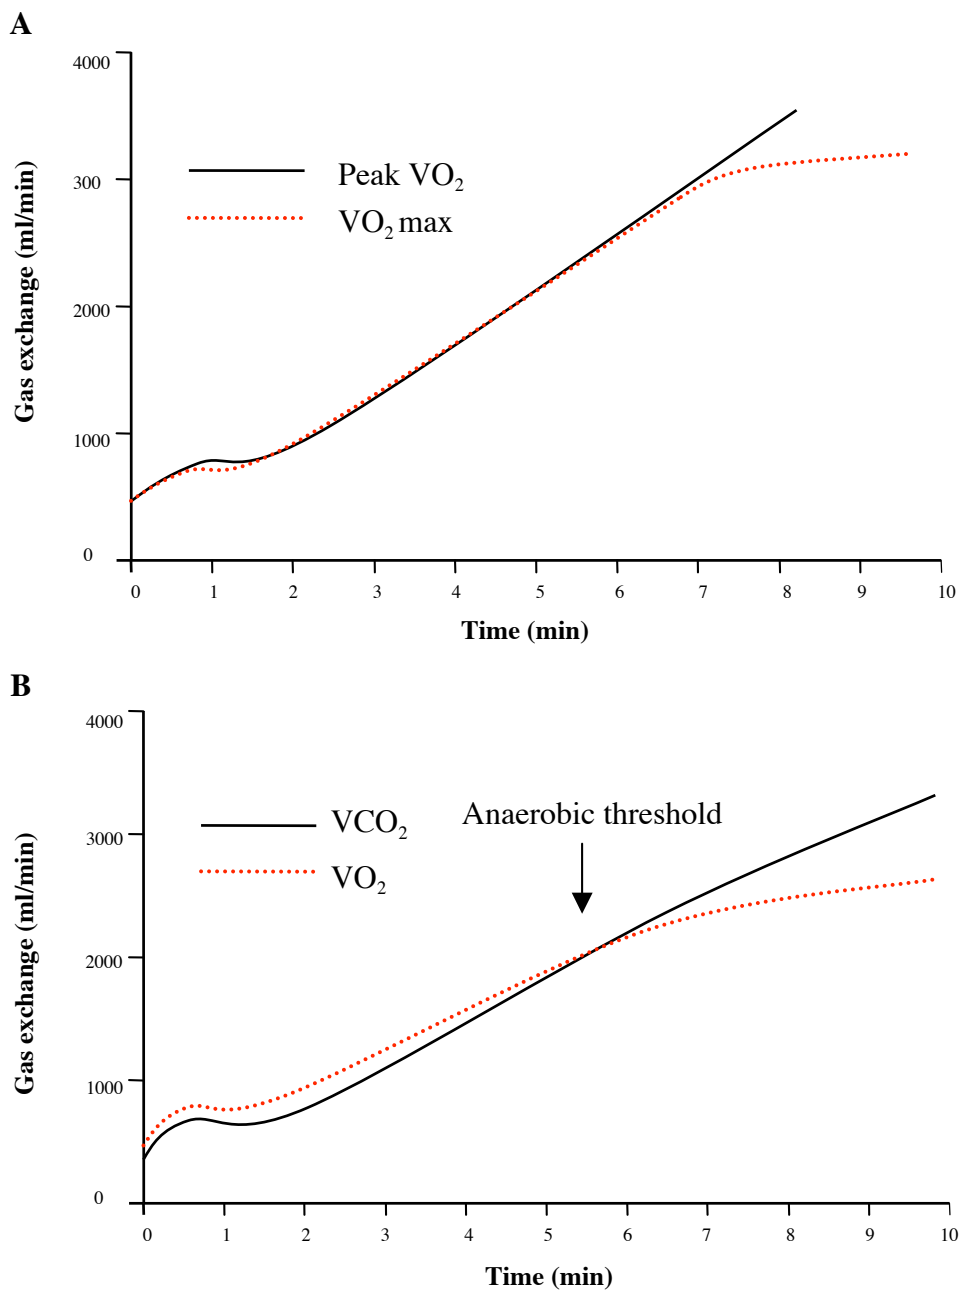 A
4000
300
2000
1000
0
Gas exchange (ml/min)
Peak VO₂
VO₂ max
0 1 2 3 4 5 6 7 8 9 10
Time (min)
B
4000
3000
2000
1000
0
Gas exchange (ml/min)
VCO₂
VO₂
Anaerobic threshold
0 1 2 3 4 5 6 7 8 9 10
Time (min)